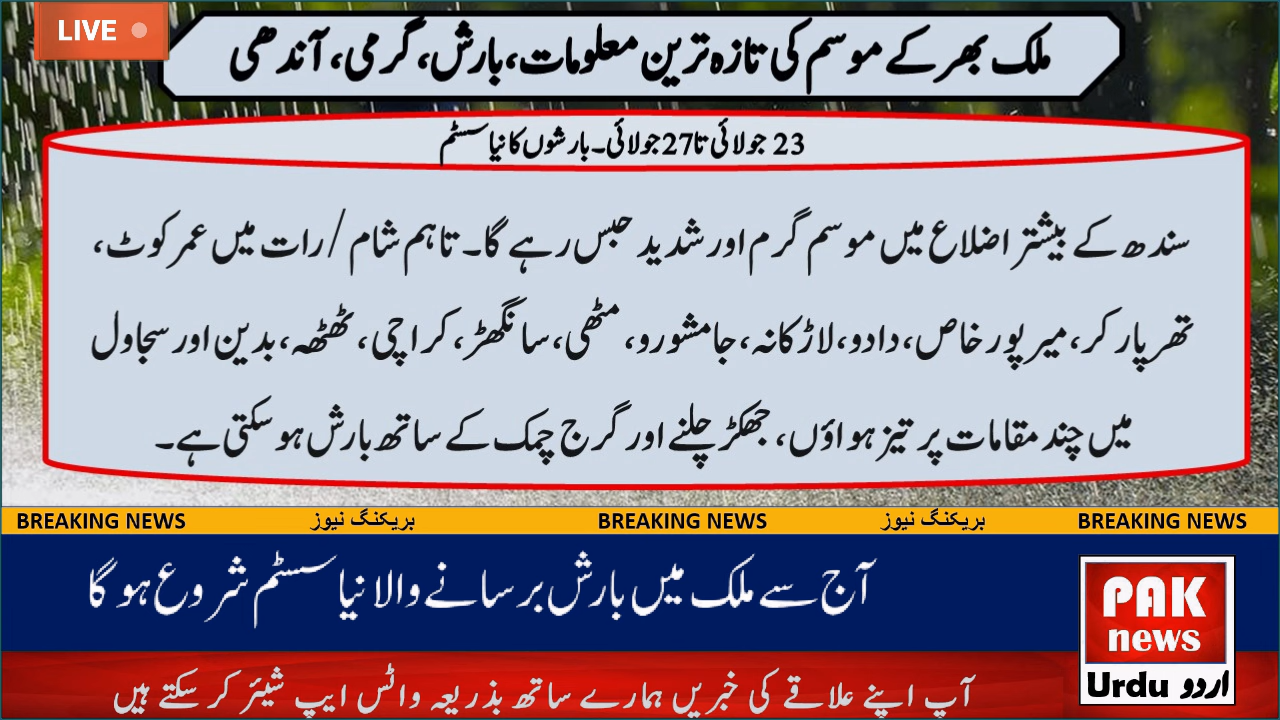 LIVE
ملک بھر کے موسم کی تازہ ترین معلومات، بارش، گرمی، آندھی
23 جولائی تا 27 جولائی۔ بارشوں کا نیا سسٹم
سندھ کے بیشتر اضلاع میں موسم گرم اور شدید حبس رہے گا۔ تاہم شام / رات میں عمر کوٹ،
تھر پارکر، میر پور خاص، دادو، لاڑکانہ، جامشورو، مٹھی، سانگھڑ، کراچی، ٹھٹھہ، بدین اور سجاول
میں چند مقامات پر تیز ہواؤں، جھکڑ چلنے اور گرج چمک کے ساتھ بارش ہو سکتی ہے۔
BREAKING NEWS بریکنگ نیوز BREAKING NEWS بریکنگ نیوز BREAKING NEWS
آج سے ملک میں بارش برسانے والا نیا سسٹم شروع ہو گا
PAK
news
Urdu اردو
آپ اپنے علاقے کی خبریں ہمارے ساتھ بذریعہ واٹس ایپ شیئر کر سکتے ہیں